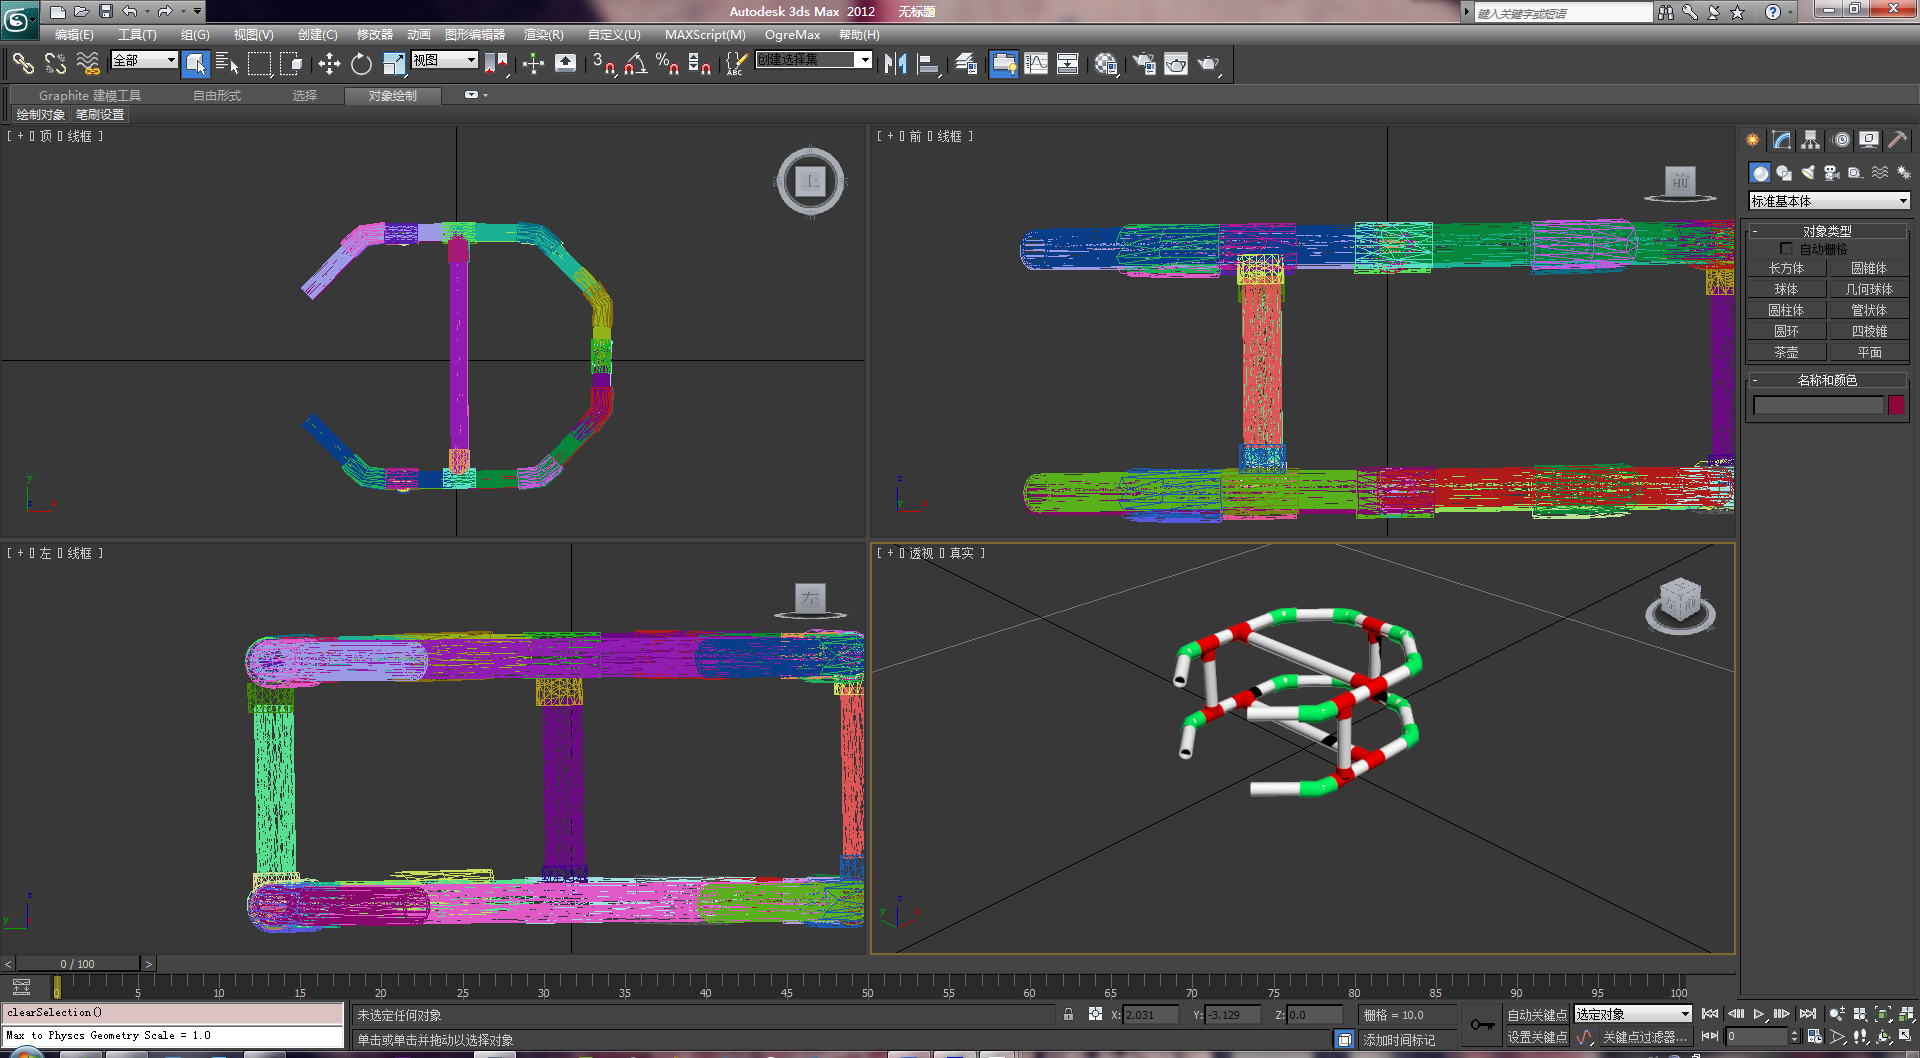 Autodesk 3ds Max 2012 无标题
键入关键字或短语
编辑(E) 工具(T) 组(G) 视图(V) 创建(C) 修改器 动画 图形编辑器 渲染(R) 自定义(U) MAXScript(M) OgreMax 帮助(H)
全部 视图 3 % ABC 创建选择集
Graphite 建模工具 自由形式 选择 对象绘制
绘制对象 笔刷设置
[ + 顶 线框 ]
[ + 前 线框 ]
上
前
标准基本体
- 对象类型
自动栅格
长方体 圆锥体
球体 几何球体
圆柱体 管状体
圆环 四棱锥
茶壶 平面
- 名称和颜色
y
z
z
y
[ + 左 线框 ]
[ + 透视 真实 ]
左
z
y
z
y
< 0 / 100 >
0 5 10 15 20 25 30 35 40 45 50 55 60 65 70 75 80 85 90 95 100
clearSelection()
未选定任何对象
X: 2.031 Y: -3.129 Z: 0.0
栅格 = 10.0
自动关键点 选定对象
Max to Physcs Geometry Scale = 1.0
单击或单击并拖动以选择对象
添加时间标记
设置关键点 关键点过滤器...
0